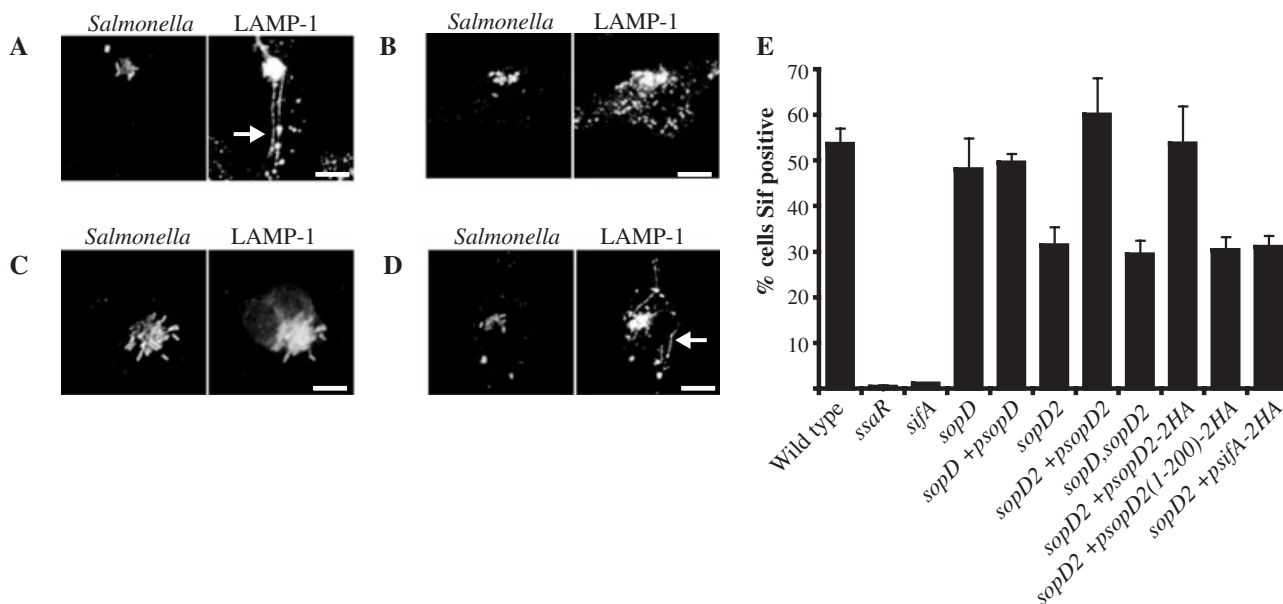 A
Salmonella
LAMP-1
B
Salmonella
LAMP-1
C
Salmonella
LAMP-1
D
Salmonella
LAMP-1
E
% cells Sif positive
70
60
50
40
30
20
10
Wild type
ssaR
sifA
sopD
sopD +psopD
sopD2
sopD2 +psopD2
sopD,sopD2
sopD2 +psopD2-2HA
sopD2 +psopD2(1-200)-2HA
sopD2 +psifA-2HA